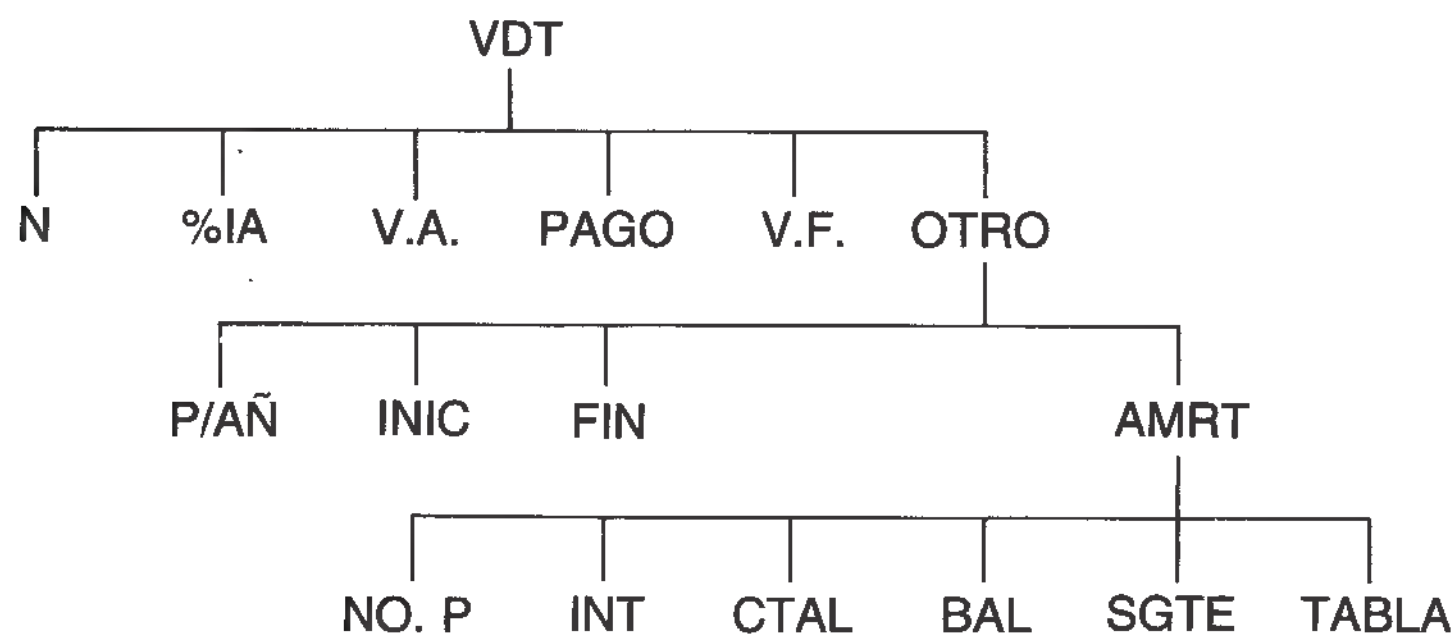 VDT
N %IA V.A. PAGO V.F. OTRO
P/AÑ INIC FIN AMRT
NO. P INT CTAL BAL SGTE TABLA